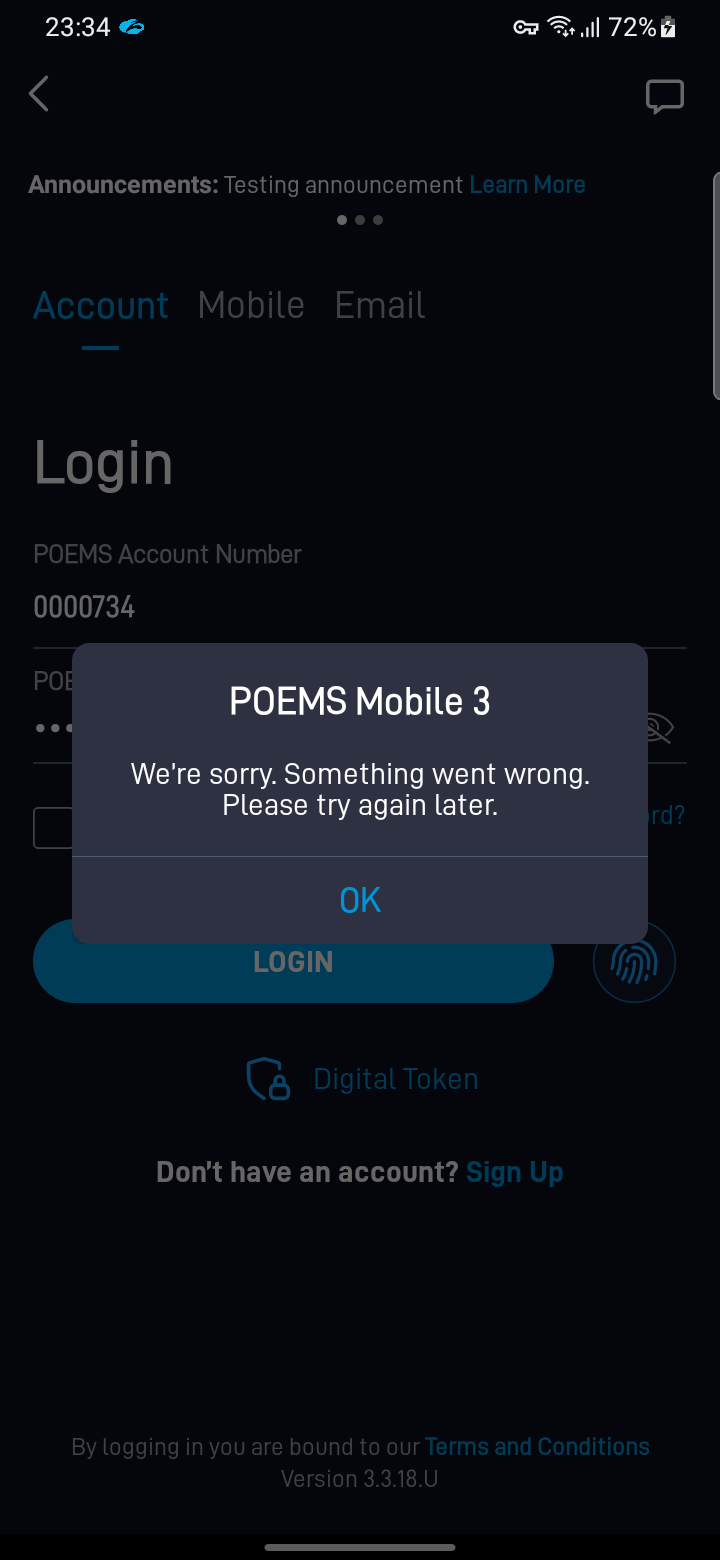 23:34
72%
Announcements: Testing announcement Learn More
Account Mobile Email
Login
POEMS Account Number
0000734
POEMS Mobile 3
We're sorry. Something went wrong.
Please try again later.
OK
LOGIN
Digital Token
Don't have an account? Sign Up
By logging in you are bound to our Terms and Conditions
Version 3.3.18.U